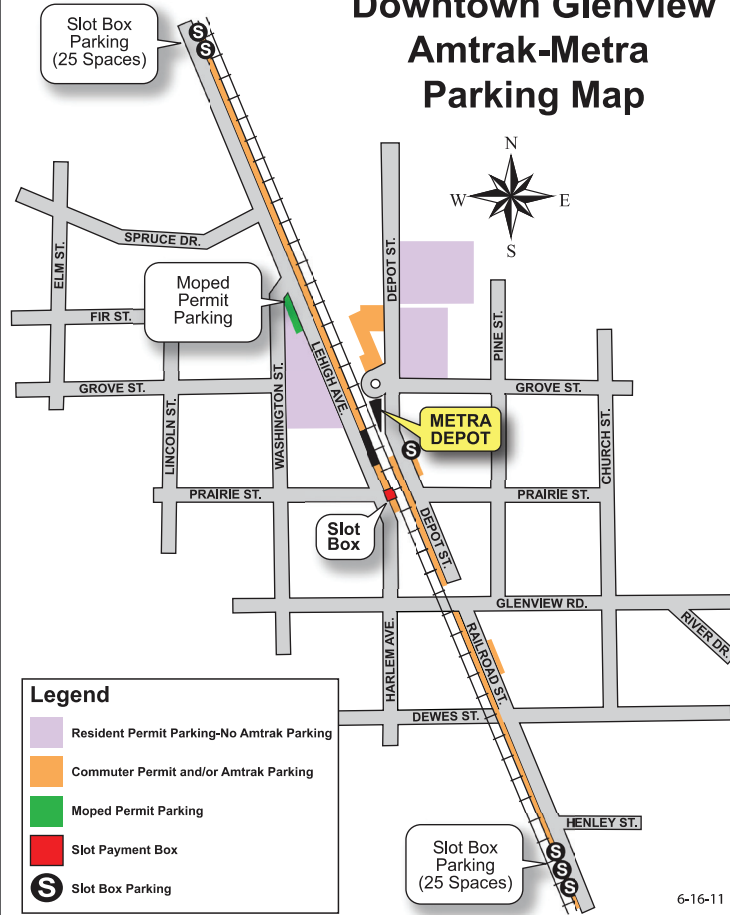 Downtown Glenview
Amtrak-Metra
Parking Map
Slot Box
Parking
(25 Spaces)
S
S
N
W
E
S
ELM ST.
SPRUCE DR.
DEPOT ST.
Moped
Permit
Parking
FIR ST.
PINE ST.
LEHIGH AVE.
GROVE ST.
GROVE ST.
LINCOLN ST.
WASHINGTON ST.
CHURCH ST.
METRA
DEPOT
S
PRAIRIE ST.
PRAIRIE ST.
Slot
Box
DEPOT ST.
GLENVIEW RD.
RIVER DR.
HARLEM AVE.
RAILROAD ST.
DEWES ST.
Legend
Resident Permit Parking-No Amtrak Parking
Commuter Permit and/or Amtrak Parking
Moped Permit Parking
Slot Payment Box
S Slot Box Parking
HENLEY ST.
Slot Box
Parking
(25 Spaces)
S
S
S
6-16-11